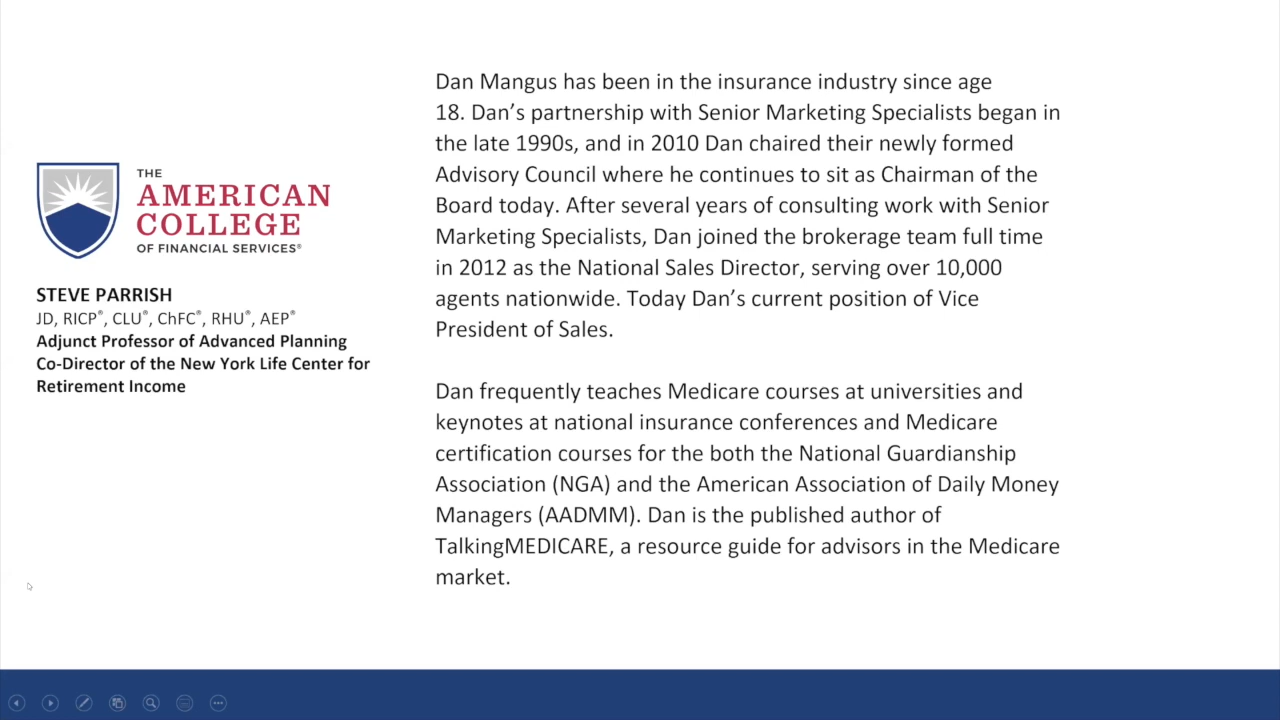 THE
AMERICAN
COLLEGE
OF FINANCIAL SERVICES®
STEVE PARRISH
JD, RICP®, CLU®, ChFC®, RHU®, AEP®
Adjunct Professor of Advanced Planning
Co-Director of the New York Life Center for
Retirement Income
Dan Mangus has been in the insurance industry since age
18. Dan’s partnership with Senior Marketing Specialists began in
the late 1990s, and in 2010 Dan chaired their newly formed
Advisory Council where he continues to sit as Chairman of the
Board today. After several years of consulting work with Senior
Marketing Specialists, Dan joined the brokerage team full time
in 2012 as the National Sales Director, serving over 10,000
agents nationwide. Today Dan’s current position of Vice
President of Sales.
Dan frequently teaches Medicare courses at universities and
keynotes at national insurance conferences and Medicare
certification courses for the both the National Guardianship
Association (NGA) and the American Association of Daily Money
Managers (AADMM). Dan is the published author of
TalkingMEDICARE, a resource guide for advisors in the Medicare
market.